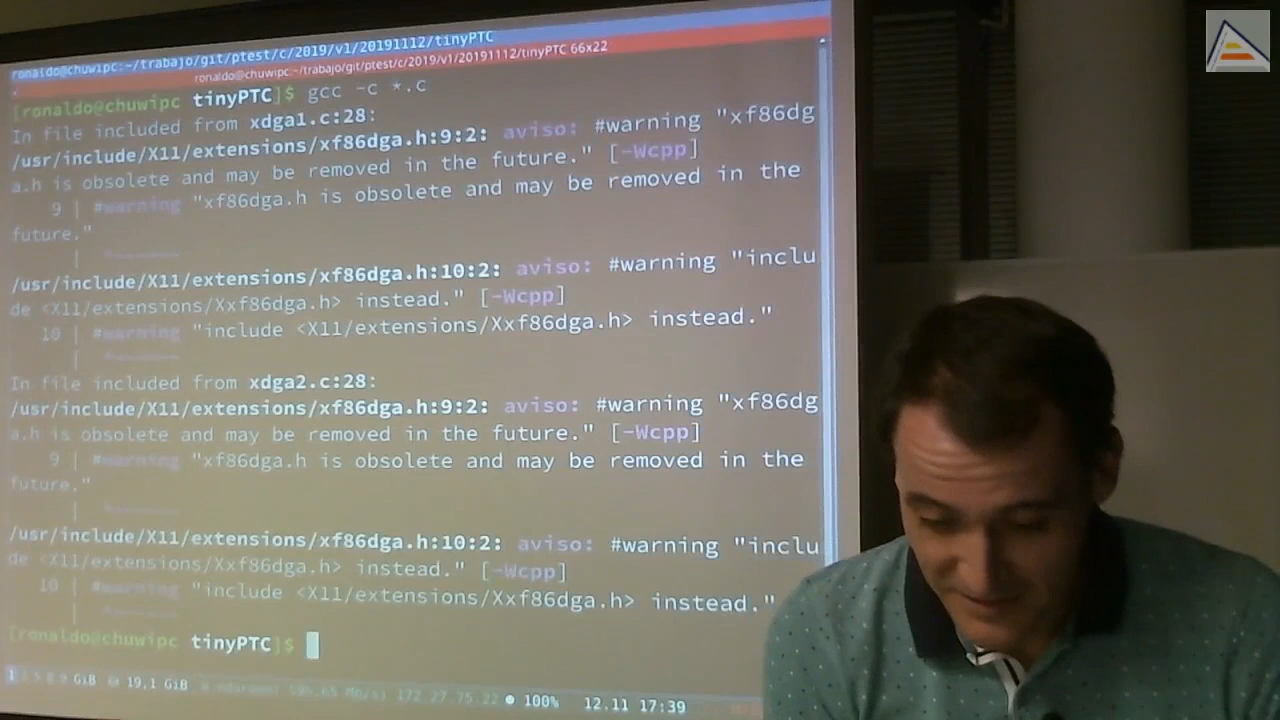 ronaldo@chuwipc:~/trabajo/git/ptest/c/2019/v1/20191112/tinyPTC
ronaldo@chuwipc:~/trabajo/git/ptest/c/2019/v1/20191112/tinyPTC 66x22
[ronaldo@chuwipc tinyPTC]$ gcc -c *.c
In file included from xdga1.c:28:
/usr/include/X11/extensions/xf86dga.h:9:2: aviso: #warning "xf86dg
a.h is obsolete and may be removed in the future." [-Wcpp]
9 | #warning "xf86dga.h is obsolete and may be removed in the
future."
|
/usr/include/X11/extensions/xf86dga.h:10:2: aviso: #warning "inclu
de <X11/extensions/Xxf86dga.h> instead." [-Wcpp]
10 | #warning "include <X11/extensions/Xxf86dga.h> instead."
|
In file included from xdga2.c:28:
/usr/include/X11/extensions/xf86dga.h:9:2: aviso: #warning "xf86dg
a.h is obsolete and may be removed in the future." [-Wcpp]
9 | #warning "xf86dga.h is obsolete and may be removed in the
future."
|
/usr/include/X11/extensions/xf86dga.h:10:2: aviso: #warning "inclu
de <X11/extensions/Xxf86dga.h> instead." [-Wcpp]
10 | #warning "include <X11/extensions/Xxf86dga.h> instead."
|
[ronaldo@chuwipc tinyPTC]$
1 GiB 19,1 GiB 172.27.75.22 100% 12.11 17:39